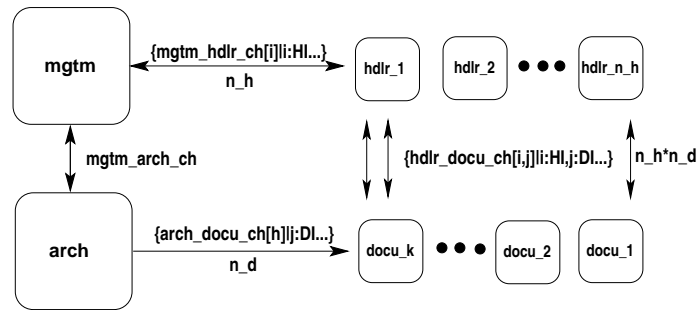 {mgtm_hdlr_ch[i]|i:HI...}
mgtm
n_h
hdlr_1
hdlr_2
hdlr_n_h
mgtm_arch_ch
{hdlr_docu_ch[i,j]|i:HI,j:DI...}
n_h*n_d
{arch_docu_ch[h]|j:DI...}
arch
n_d
docu_k
docu_2
docu_1